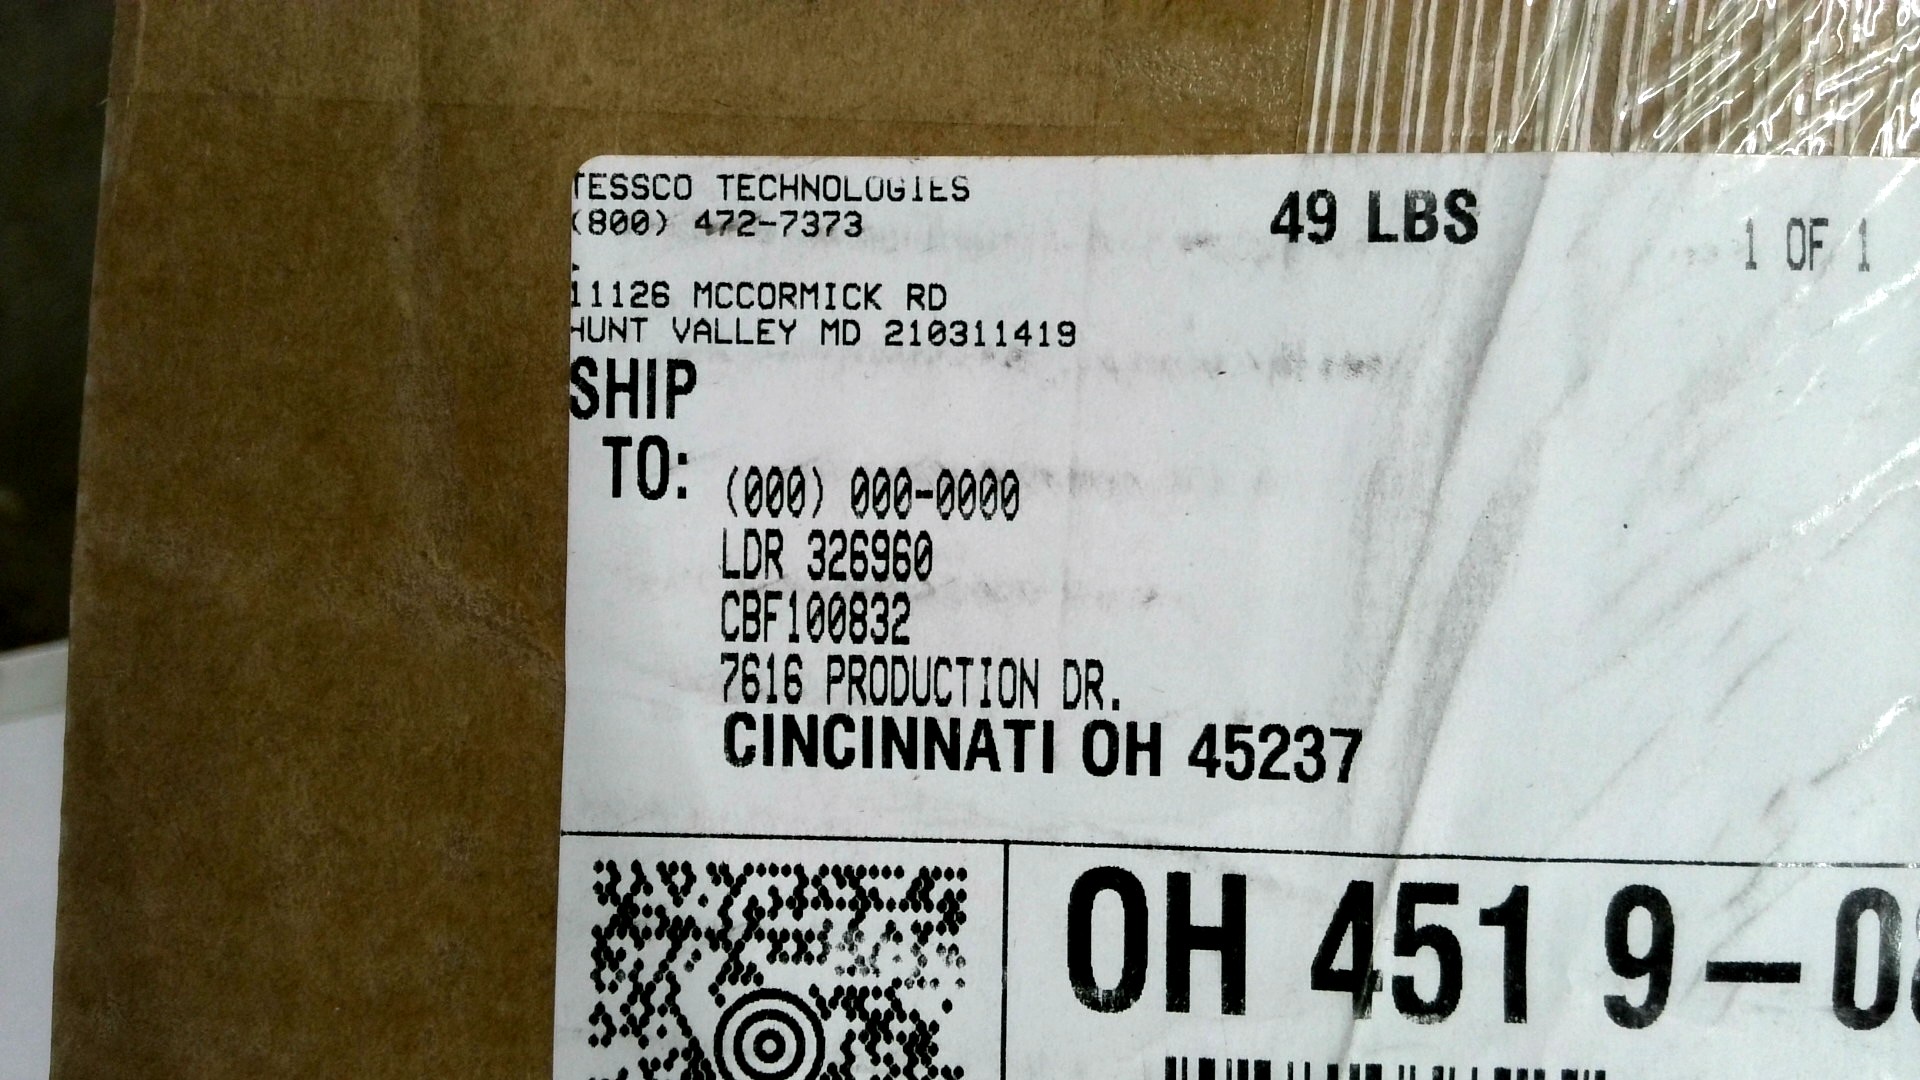 TESSCO TECHNOLOGIES
(800) 472-7373
49 LBS
1 OF 1
11126 MCCORMICK RD
HUNT VALLEY MD 210311419
SHIP
TO:
(000) 000-0000
LDR 326960
CBF100832
7616 PRODUCTION DR.
CINCINNATI OH 45237
OH 451 9-0